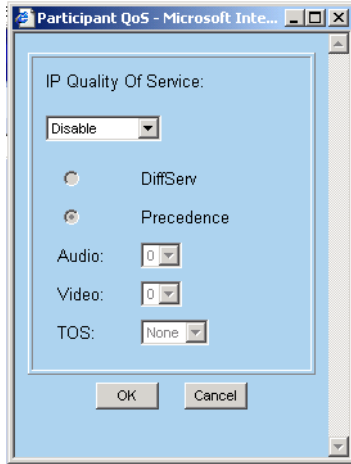 Participant QoS - Microsoft Inte...
IP Quality Of Service:
Disable
DiffServ
Precedence
Audio: 0
Video: 0
TOS: None
OK Cancel